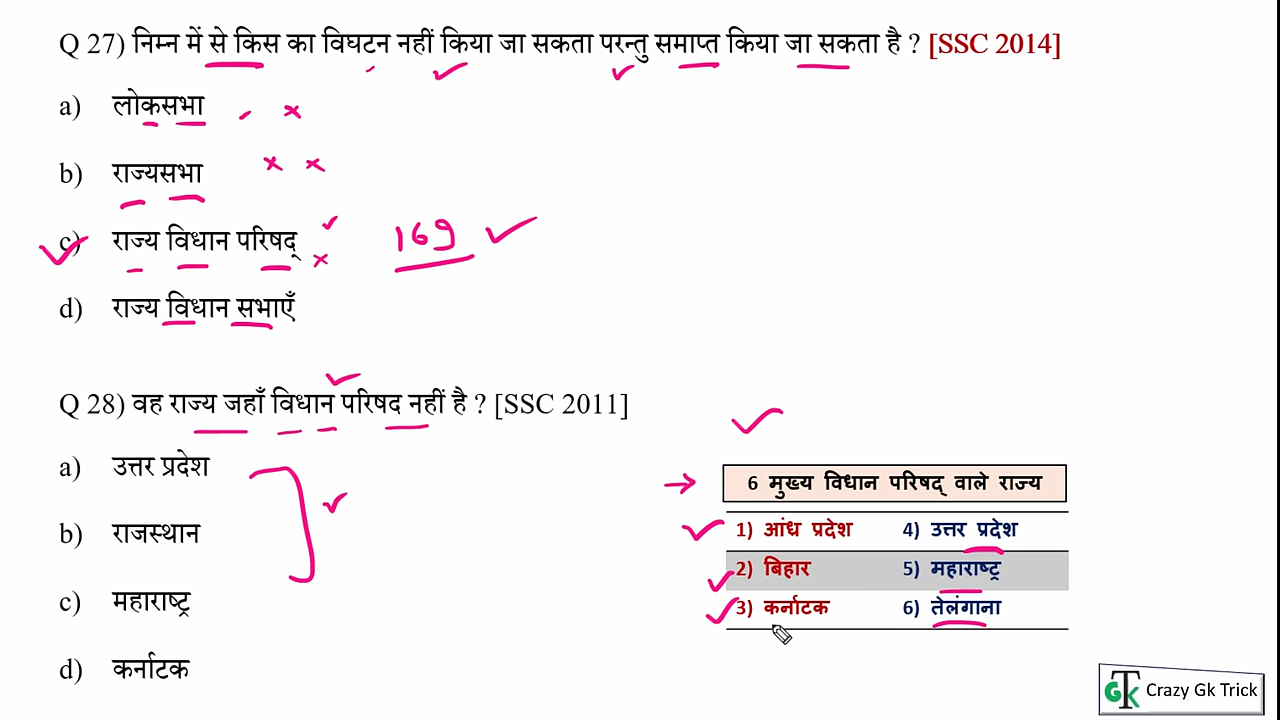 Q 27) निम्न में से किस का विघटन नहीं किया जा सकता परन्तु समाप्त किया जा सकता है ? [SSC 2014]
a) लोकसभा
b) राज्यसभा
c) राज्य विधान परिषद्
169
d) राज्य विधान सभाएँ
Q 28) वह राज्य जहाँ विधान परिषद नहीं है ? [SSC 2011]
a) उत्तर प्रदेश
b) राजस्थान
c) महाराष्ट्र
d) कर्नाटक
6 मुख्य विधान परिषद् वाले राज्य
1) आंध प्रदेश 4) उत्तर प्रदेश
2) बिहार 5) महाराष्ट्र
3) कर्नाटक 6) तेलंगाना
GTk Crazy Gk Trick